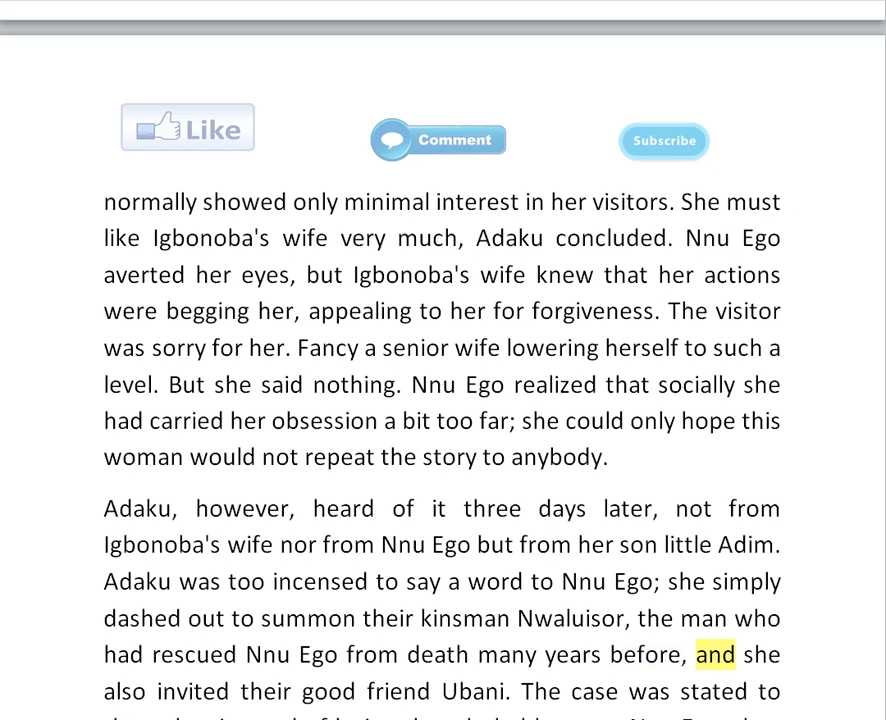 Like
Comment
Subscribe
normally showed only minimal interest in her visitors. She must
like Igbonoba's wife very much, Adaku concluded. Nnu Ego
averted her eyes, but Igbonoba's wife knew that her actions
were begging her, appealing to her for forgiveness. The visitor
was sorry for her. Fancy a senior wife lowering herself to such a
level. But she said nothing. Nnu Ego realized that socially she
had carried her obsession a bit too far; she could only hope this
woman would not repeat the story to anybody.
Adaku, however, heard of it three days later, not from
Igbonoba's wife nor from Nnu Ego but from her son little Adim.
Adaku was too incensed to say a word to Nnu Ego; she simply
dashed out to summon their kinsman Nwaluisor, the man who
had rescued Nnu Ego from death many years before, and she
also invited their good friend Ubani. The case was stated to